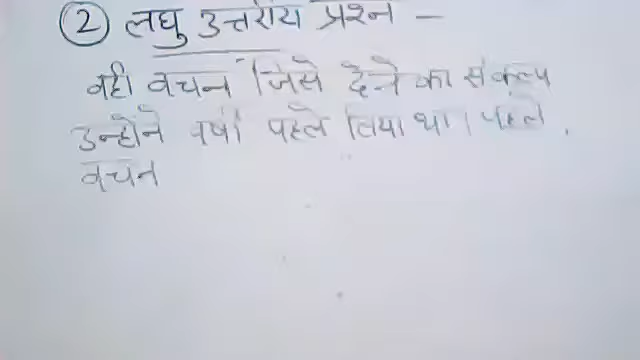 ② लघु उत्तरीय प्रश्न –
वही वचन जिसे देने का संकल्प
उन्होंने वर्षों पहले लिया था। पहले
वचन